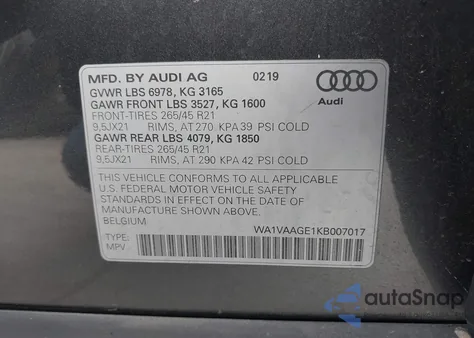 MFD. BY AUDI AG 0219
GVWR LBS 6978, KG 3165
GAWR FRONT LBS 3527, KG 1600
FRONT-TIRES 265/45 R21
9,5JX21 RIMS, AT 270 KPA 39 PSI COLD
GAWR REAR LBS 4079, KG 1850
REAR-TIRES 265/45 R21
9,5JX21 RIMS, AT 290 KPA 42 PSI COLD
Audi
THIS VEHICLE CONFORMS TO ALL APPLICABLE
U.S. FEDERAL MOTOR VEHICLE SAFETY
STANDARDS IN EFFECT ON THE DATE OF
MANUFACTURE SHOWN ABOVE.
BELGIUM
WA1VAAGE1KB007017
TYPE:
MPV
autoSnap